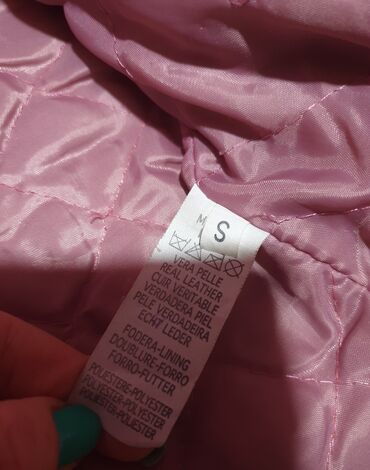 M
S
VERA PELLE
REAL LEATHER
CUIR VERITABLE
VERDADERA PIEL
PELE VERDADEIRA
ECHT LEDER
FODERA-LINING
DOUBLURE-FORRO
FORRO-FUTTER
POLIESTERE-POLYESTER
POLYESTER-POLYESTER
POLIESTER-POLYESTER